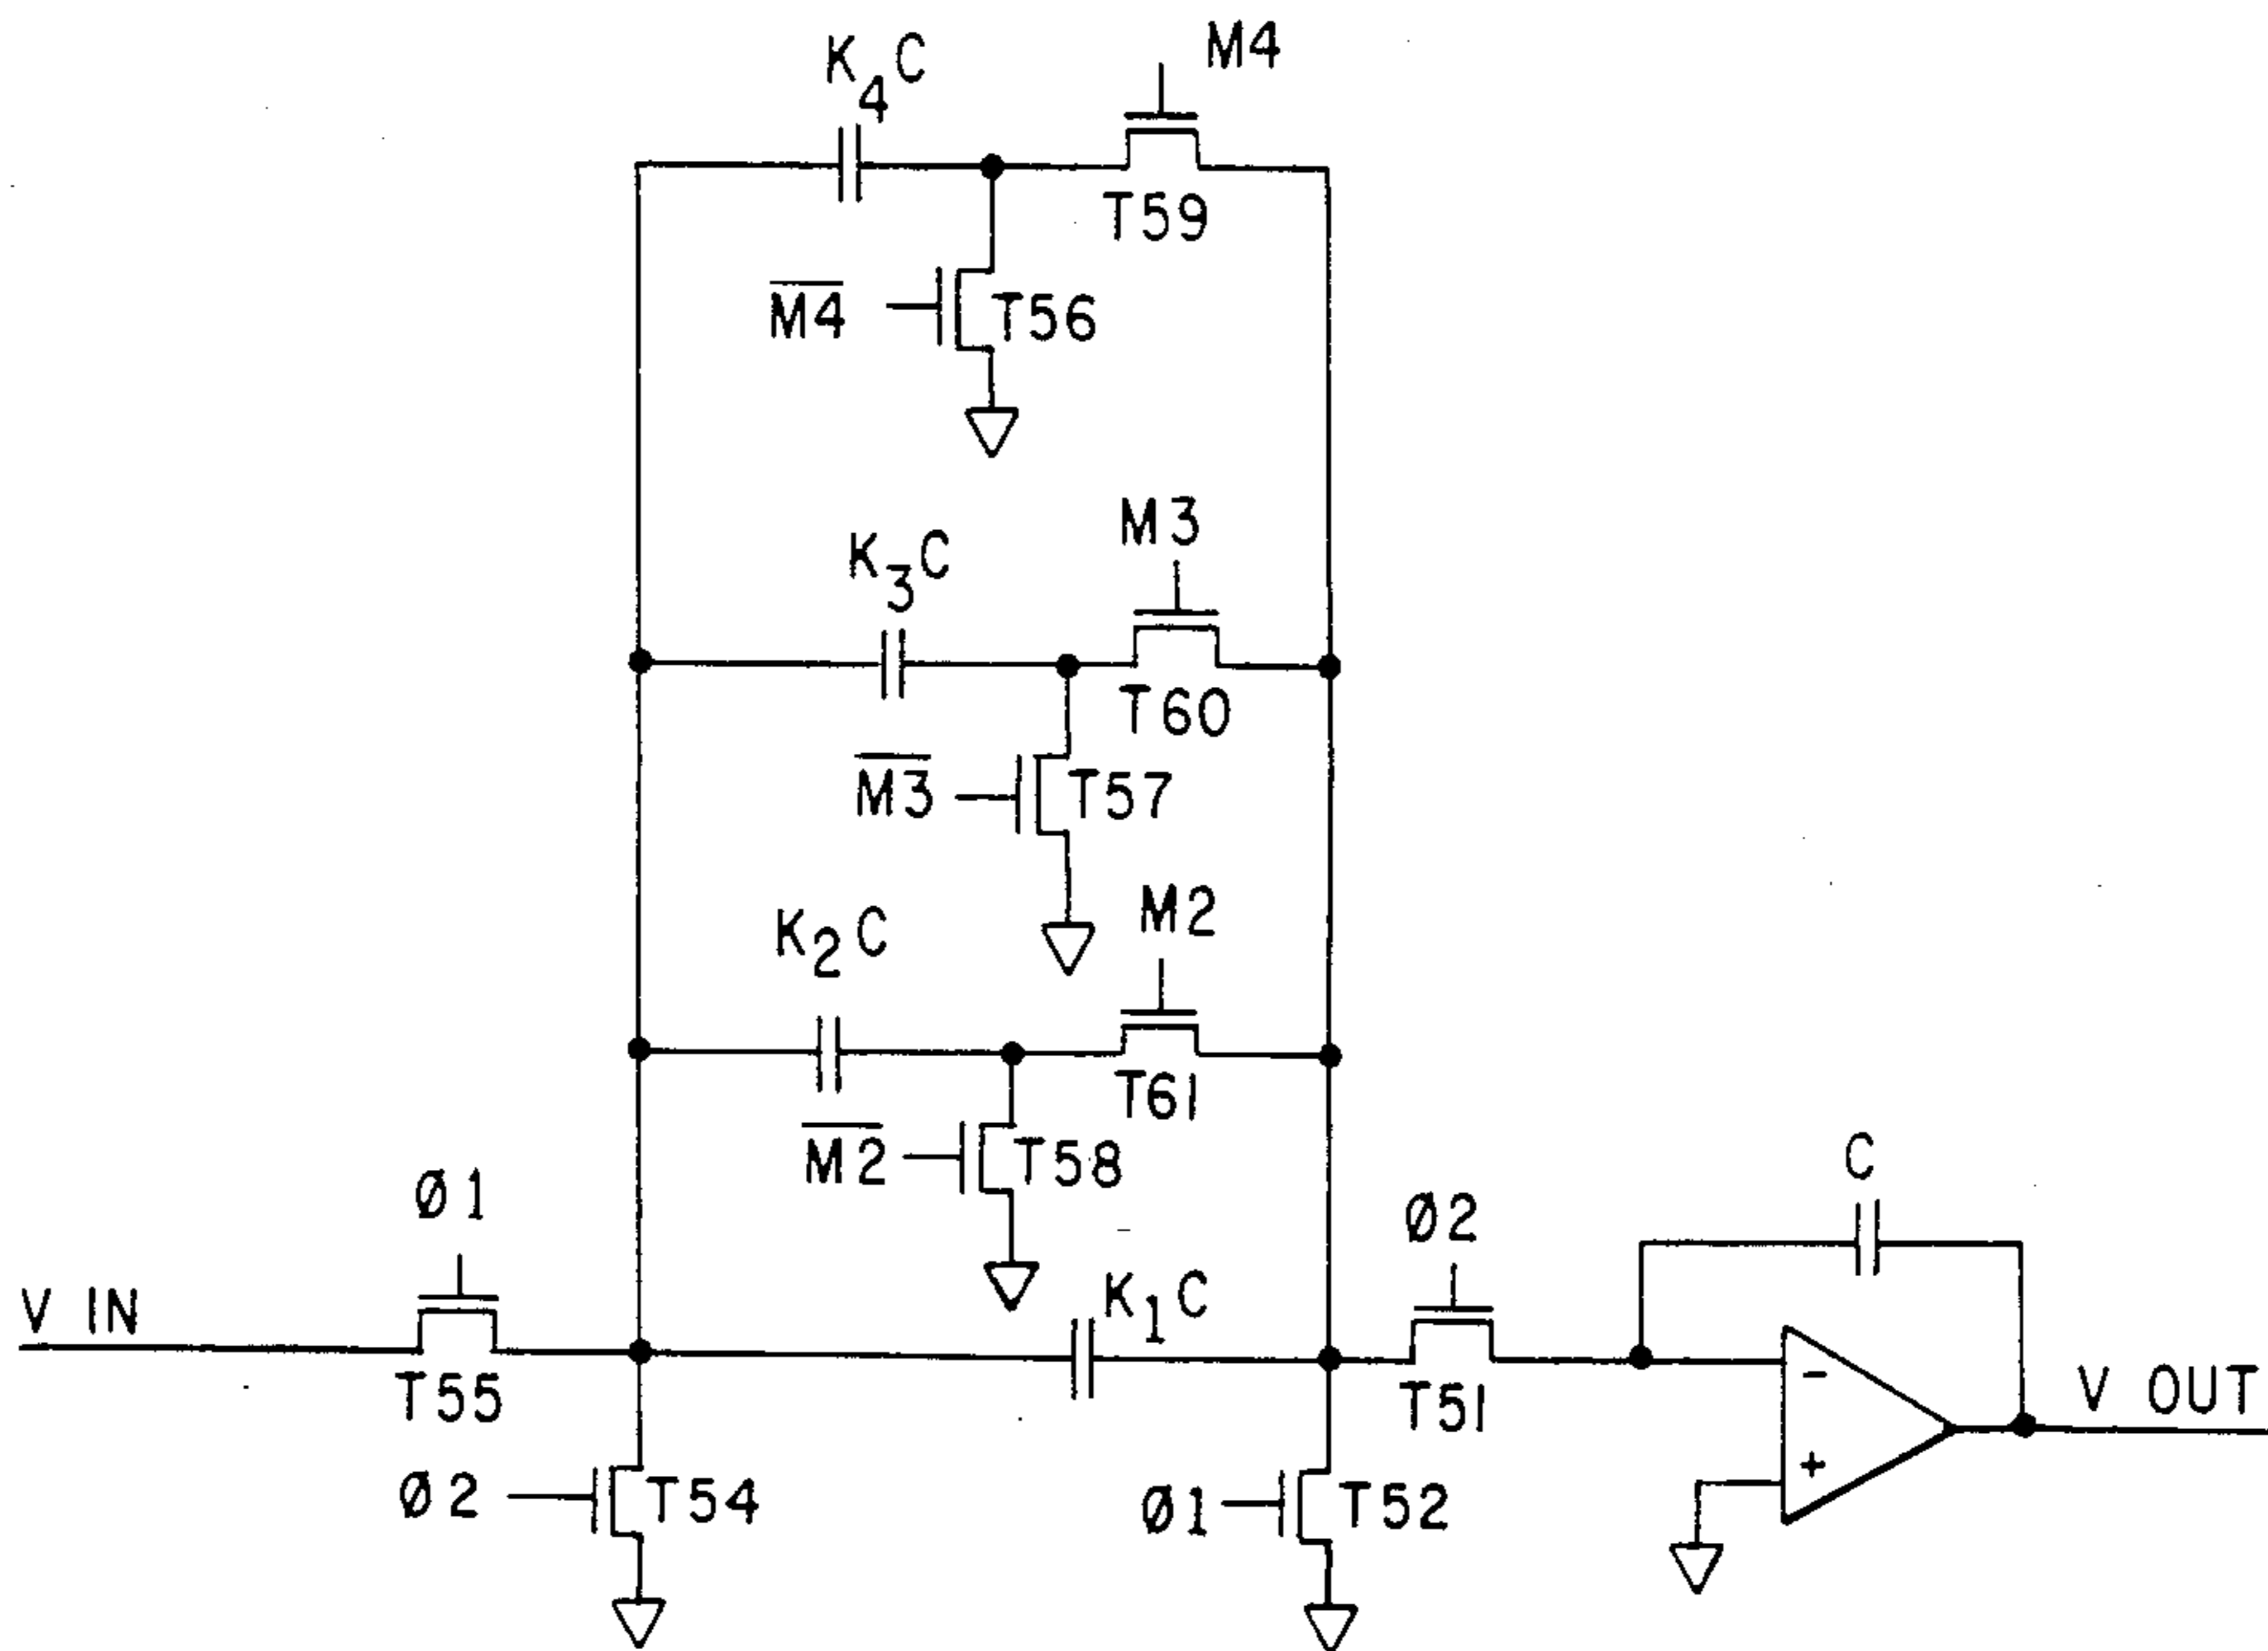 K4C
M4
T59
M4
T56
M3
K3C
T60
M3
T57
M2
K2C
T61
M2
T58
C
Ø1
Ø2
K1C
V IN
T55
T51
-
V OUT
+
Ø2
T54
Ø1
T52